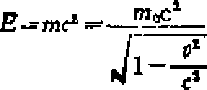 E = mc² = m₀c² / √(1 − v²/c²)